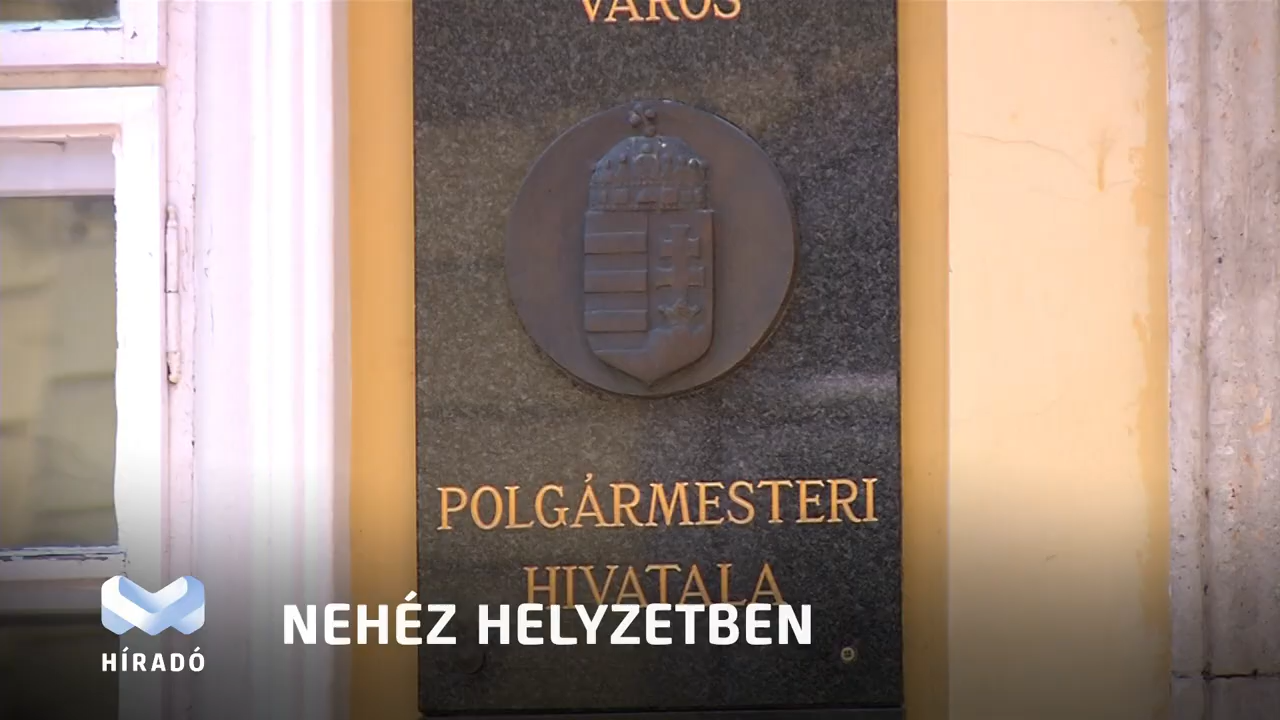 VÁROS
POLGÁRMESTERI
HIVATALA
NEHÉZ HELYZETBEN
HÍRADÓ